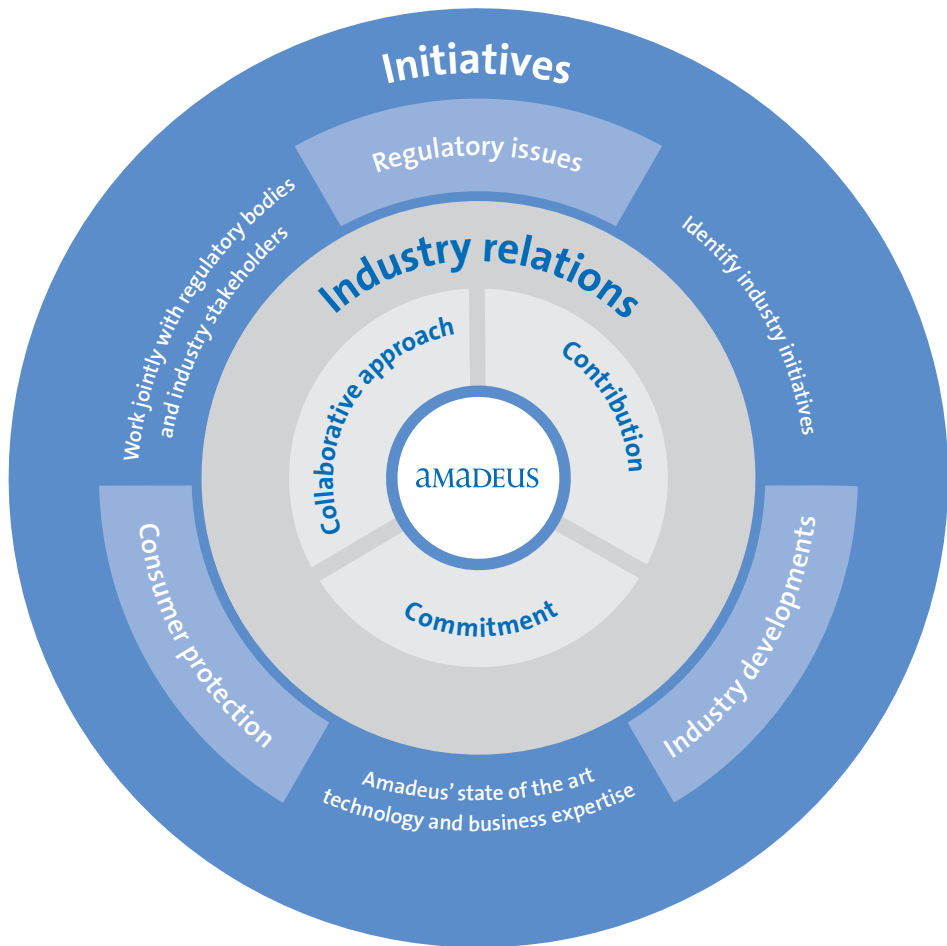 Initiatives
Regulatory issues
Work jointly with regulatory bodies
and industry stakeholders
Identify industry initiatives
Industry relations
Collaborative approach
Contribution
amadeus
Commitment
Consumer protection
Industry developments
Amadeus’ state of the art
technology and business expertise